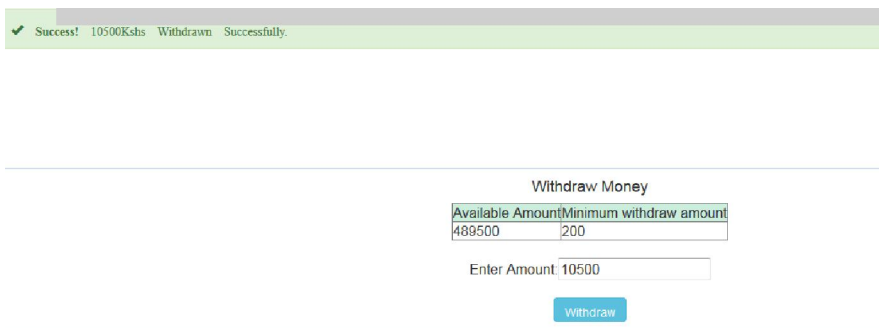 Success! 10500Kshs Withdrawn Successfully.
Withdraw Money
Available Amount Minimum withdraw amount
489500 200
Enter Amount: 10500
Withdraw